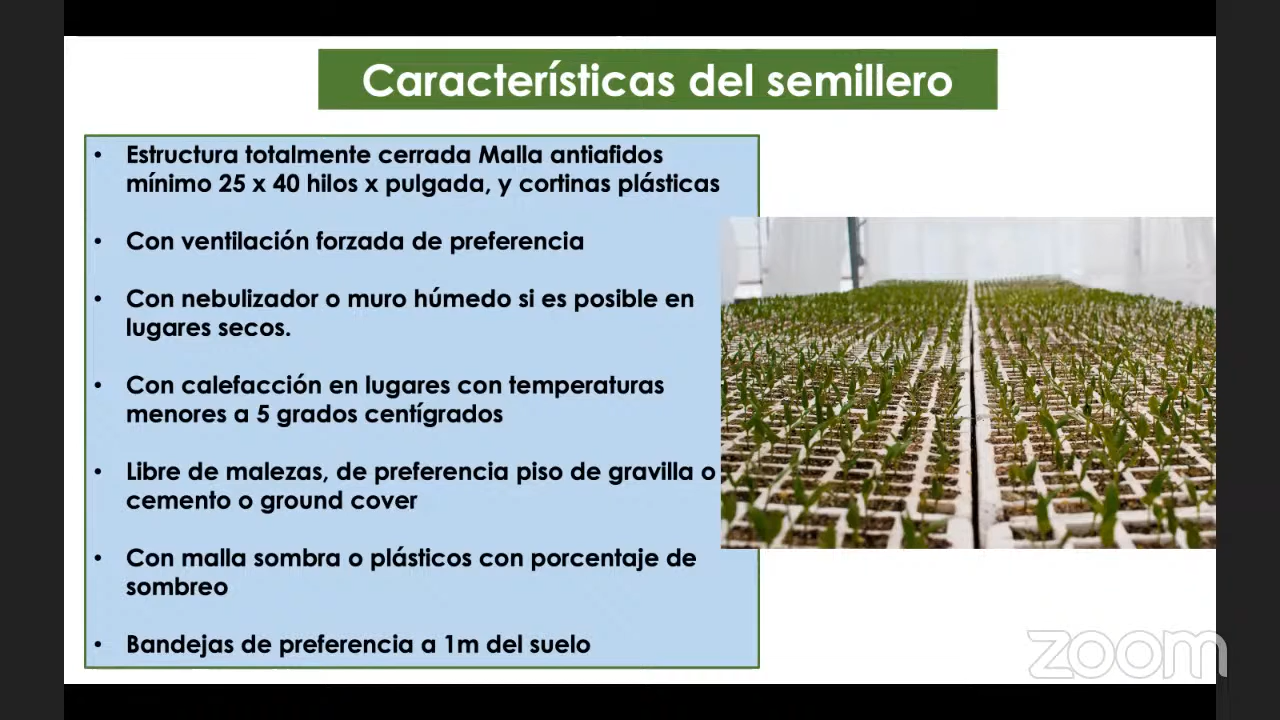 Características del semillero
• Estructura totalmente cerrada Malla antiafidos
mínimo 25 x 40 hilos x pulgada, y cortinas plásticas
• Con ventilación forzada de preferencia
• Con nebulizador o muro húmedo si es posible en
lugares secos.
• Con calefacción en lugares con temperaturas
menores a 5 grados centígrados
• Libre de malezas, de preferencia piso de gravilla o
cemento o ground cover
• Con malla sombra o plásticos con porcentaje de
sombreo
• Bandejas de preferencia a 1m del suelo
zoom